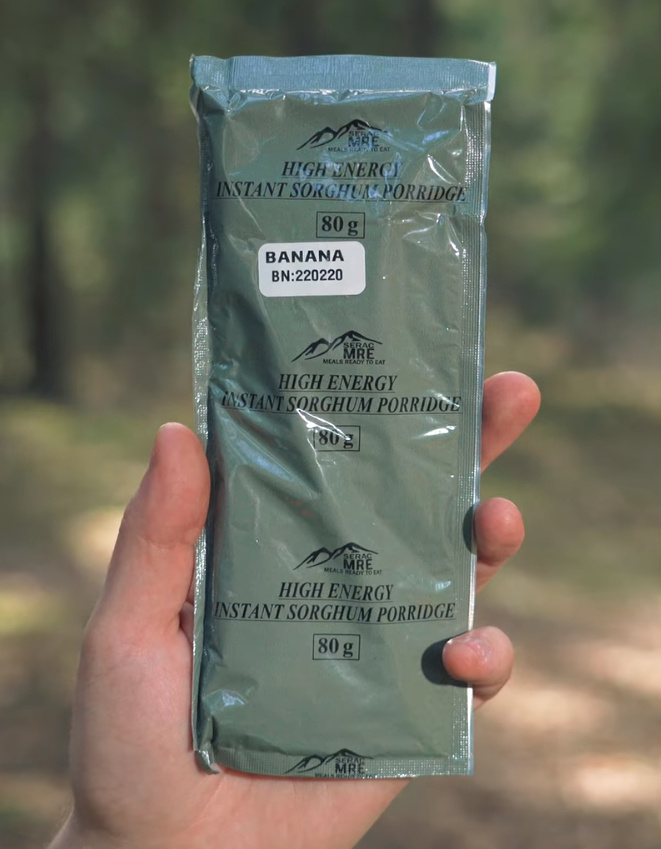 SERAC
MRE
MEALS READY TO EAT
HIGH ENERGY
INSTANT SORGHUM PORRIDGE
80 g
BANANA
BN:220220
SERAC
MRE
MEALS READY TO EAT
HIGH ENERGY
INSTANT SORGHUM PORRIDGE
80 g
SERAC
MRE
MEALS READY TO EAT
HIGH ENERGY
INSTANT SORGHUM PORRIDGE
80 g
SERAC
MRE